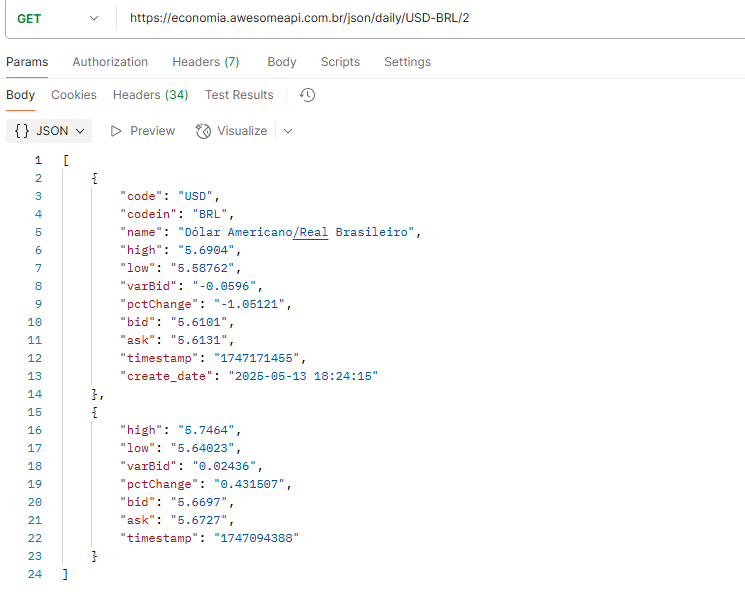 GET https://economia.awesomeapi.com.br/json/daily/USD-BRL/2
Params Authorization Headers (7) Body Scripts Settings
Body Cookies Headers (34) Test Results
{} JSON Preview Visualize
1 [
2 {
3 "code": "USD",
4 "codein": "BRL",
5 "name": "Dólar Americano/Real Brasileiro",
6 "high": "5.6904",
7 "low": "5.58762",
8 "varBid": "-0.0596",
9 "pctChange": "-1.05121",
10 "bid": "5.6101",
11 "ask": "5.6131",
12 "timestamp": "1747171455",
13 "create_date": "2025-05-13 18:24:15"
14 },
15 {
16 "high": "5.7464",
17 "low": "5.64023",
18 "varBid": "0.02436",
19 "pctChange": "0.431507",
20 "bid": "5.6697",
21 "ask": "5.6727",
22 "timestamp": "1747094388"
23 }
24 ]